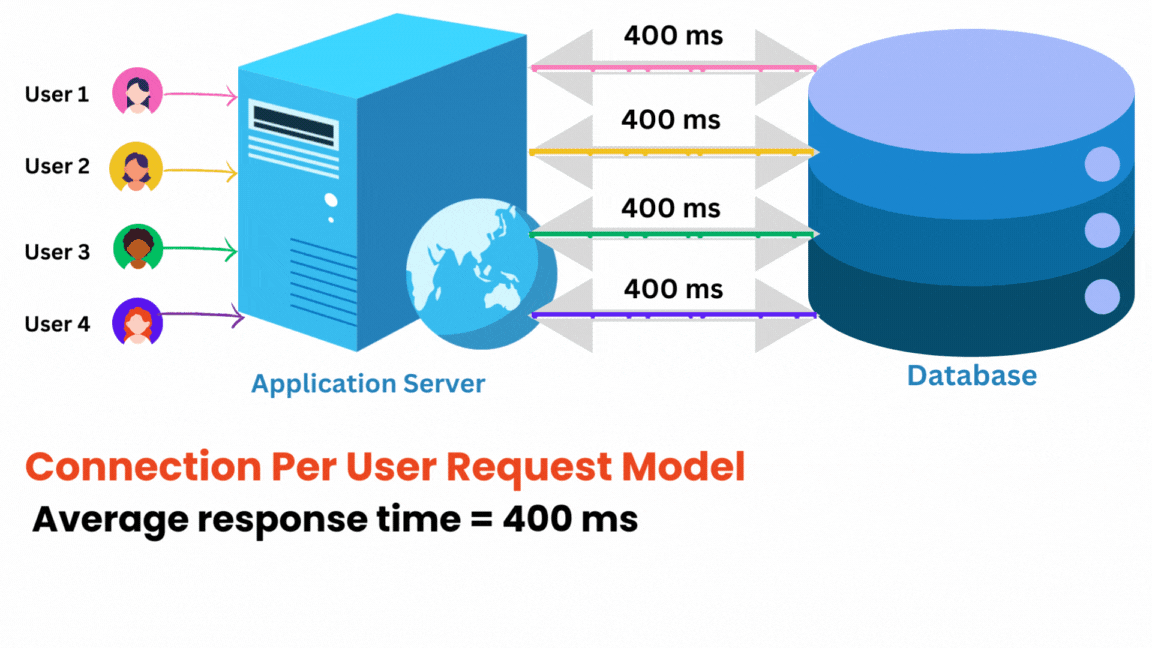 User 1
User 2
User 3
User 4
400 ms
400 ms
400 ms
400 ms
Application Server
Database
Connection Per User Request Model
Average response time = 400 ms